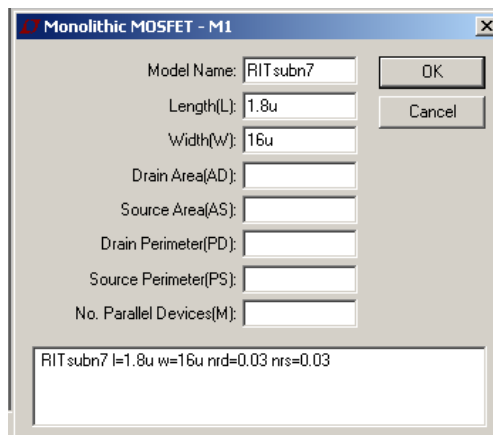 Monolithic MOSFET - M1
Model Name: RITsubn7
OK
Length(L): 1.8u
Cancel
Width(W): 16u
Drain Area(AD):
Source Area(AS):
Drain Perimeter(PD):
Source Perimeter(PS):
No. Parallel Devices(M):
RITsubn7 l=1.8u w=16u nrd=0.03 nrs=0.03